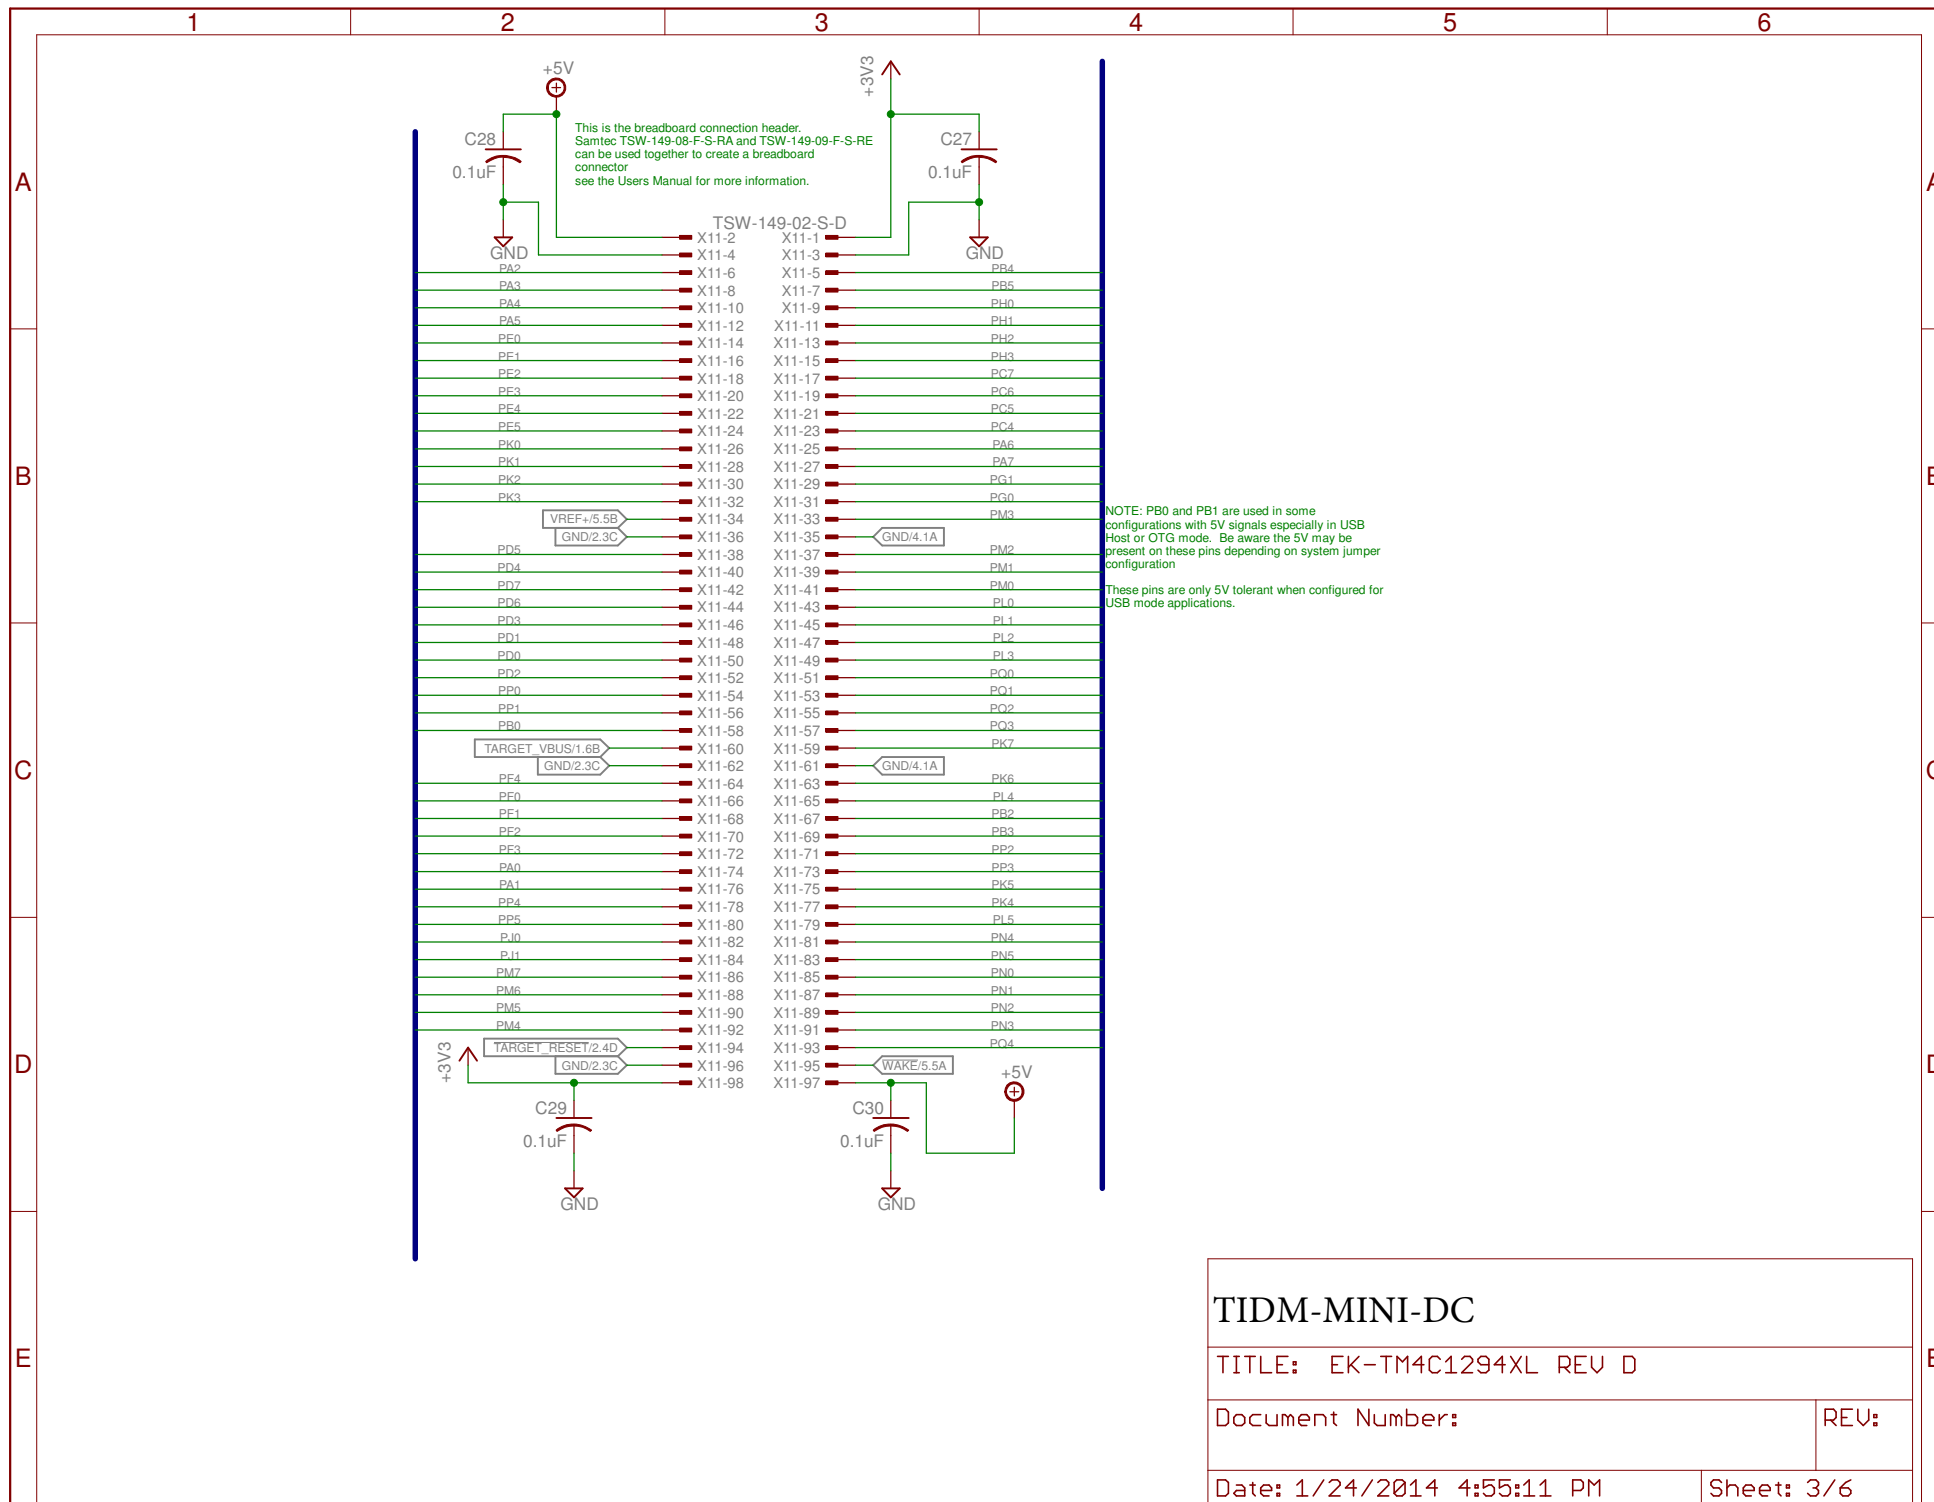 1 2 3 4 5 6
+5V
+3V3
C28
0.1uF
This is the breadboard connection header.
Samtec TSW-149-08-F-S-RA and TSW-149-09-F-S-RE
can be used together to create a breadboard
connector
see the Users Manual for more information.
C27
0.1uF
A
GND
GND
TSW-149-02-S-D
X11-2 X11-1
X11-4 X11-3
PA2 X11-6 X11-5 PB4
PA3 X11-8 X11-7 PB5
PA4 X11-10 X11-9 PH0
PA5 X11-12 X11-11 PH1
PE0 X11-14 X11-13 PH2
PE1 X11-16 X11-15 PH3
PE2 X11-18 X11-17 PC7
PE3 X11-20 X11-19 PC6
PE4 X11-22 X11-21 PC5
PE5 X11-24 X11-23 PC4
PK0 X11-26 X11-25 PA6
PK1 X11-28 X11-27 PA7
B
PK2 X11-30 X11-29 PG1
PK3 X11-32 X11-31 PG0
VREF+/5.5B X11-34 X11-33 PM3
GND/2.3C X11-36 X11-35 GND/4.1A
PD5 X11-38 X11-37 PM2
PD4 X11-40 X11-39 PM1
PD7 X11-42 X11-41 PM0
PD6 X11-44 X11-43 PL0
PD3 X11-46 X11-45 PL1
PD1 X11-48 X11-47 PL2
PD0 X11-50 X11-49 PL3
PD2 X11-52 X11-51 PQ0
PP0 X11-54 X11-53 PQ1
PP1 X11-56 X11-55 PQ2
PB0 X11-58 X11-57 PQ3
TARGET_VBUS/1.6B X11-60 X11-59 PK7
GND/2.3C X11-62 X11-61 GND/4.1A
C
PF4 X11-64 X11-63 PK6
PF0 X11-66 X11-65 PL4
PF1 X11-68 X11-67 PB2
PF2 X11-70 X11-69 PB3
PF3 X11-72 X11-71 PP2
PA0 X11-74 X11-73 PP3
PA1 X11-76 X11-75 PK5
PP4 X11-78 X11-77 PK4
PP5 X11-80 X11-79 PL5
PJ0 X11-82 X11-81 PN4
PJ1 X11-84 X11-83 PN5
PM7 X11-86 X11-85 PN0
PM6 X11-88 X11-87 PN1
PM5 X11-90 X11-89 PN2
PM4 X11-92 X11-91 PN3
TARGET_RESET/2.4D X11-94 X11-93 PQ4
GND/2.3C X11-96 X11-95 WAKE/5.5A
X11-98 X11-97
D
+3V3
+5V
C29
0.1uF
GND
C30
0.1uF
GND
NOTE: PB0 and PB1 are used in some
configurations with 5V signals especially in USB
Host or OTG mode. Be aware the 5V may be
present on these pins depending on system jumper
configuration
These pins are only 5V tolerant when configured for
USB mode applications.
E
TIDM-MINI-DC
TITLE: EK-TM4C1294XL REV D
Document Number:
REV:
Date: 1/24/2014 4:55:11 PM
Sheet: 3/6